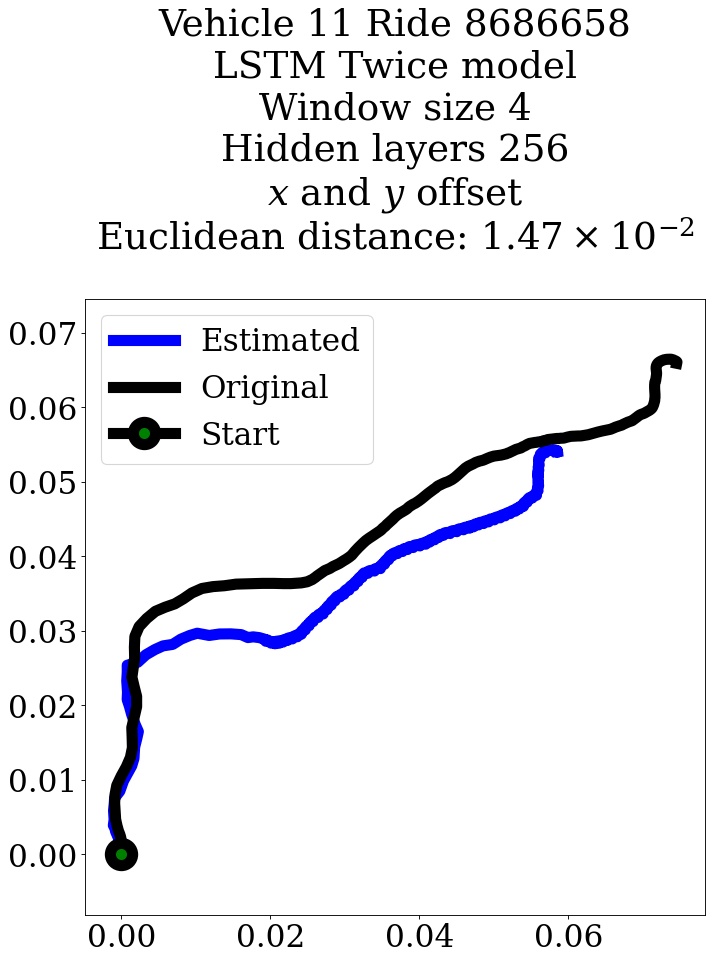 Vehicle 11 Ride 8686658
LSTM Twice model
Window size 4
Hidden layers 256
x and y offset
Euclidean distance: 1.47 × 10⁻²
Estimated
Original
Start
0.07
0.06
0.05
0.04
0.03
0.02
0.01
0.00
0.00 0.02 0.04 0.06